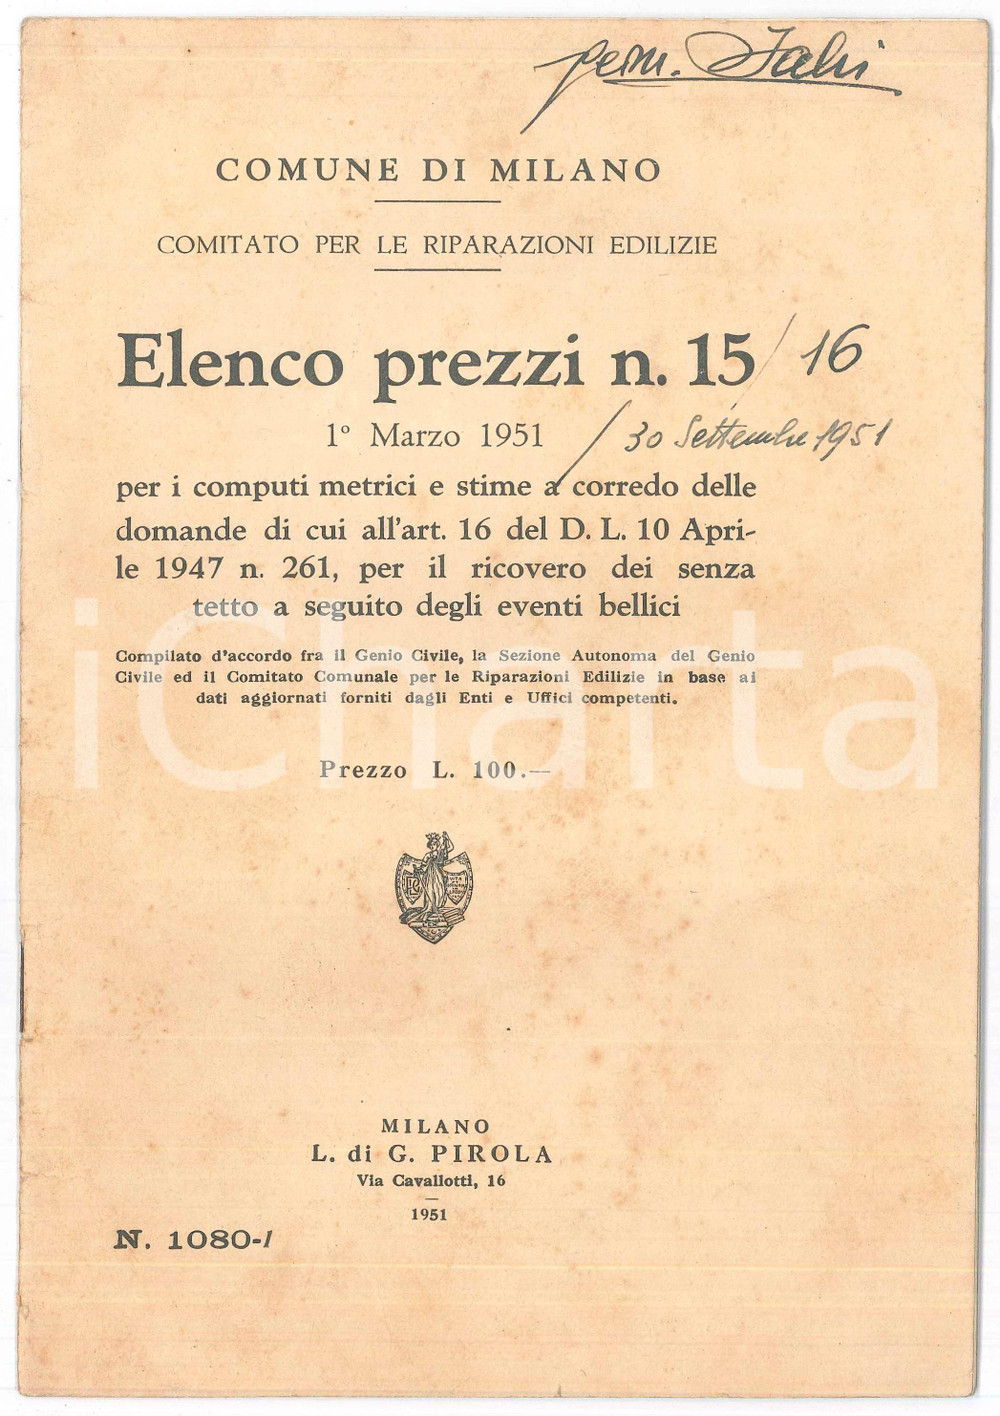 COMUNE DI MILANO
COMITATO PER LE RIPARAZIONI EDILIZIE
Elenco prezzi n. 15 / 16
1° Marzo 1951 / 30 Settembre 1951
per i computi metrici e stime a corredo delle
domande di cui all'art. 16 del D. L. 10 Apri-
le 1947 n. 261, per il ricovero dei senza
tetto a seguito degli eventi bellici
Compilato d'accordo fra il Genio Civile, la Sezione Autonoma del Genio
Civile ed il Comitato Comunale per le Riparazioni Edilizie in base ai
dati aggiornati forniti dagli Enti e Uffici competenti.
iCharta
Prezzo L. 100.—
MILANO
L. di G. PIROLA
Via Cavallotti, 16
1951
N. 1080-I